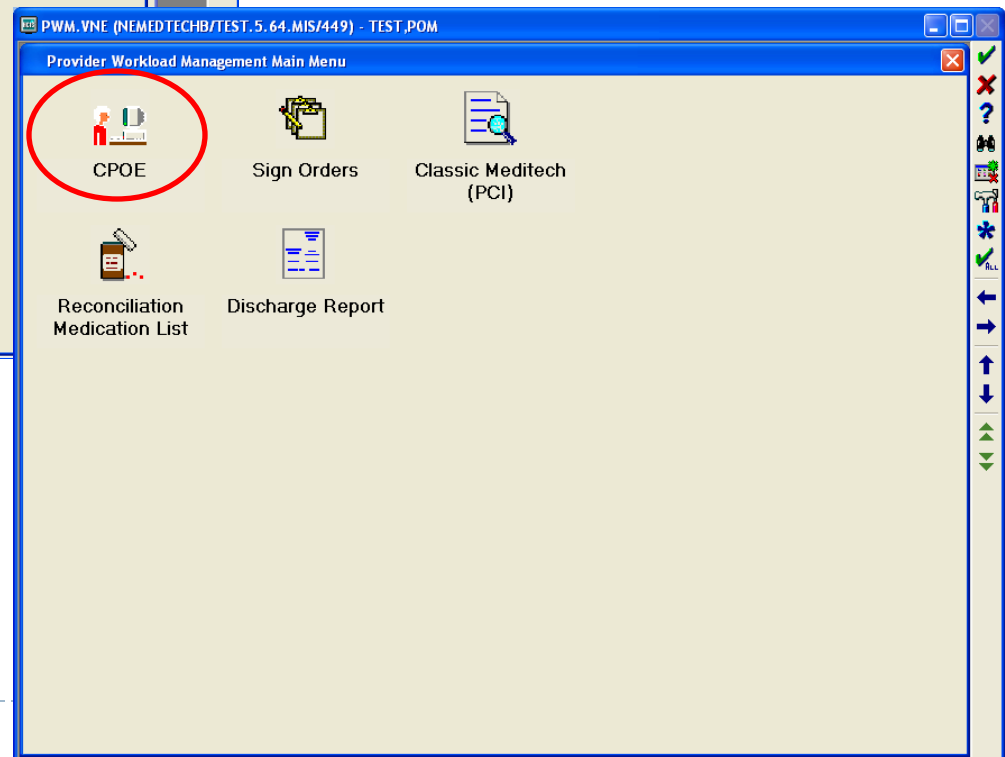 PWM.VNE (NEMEDTECHB/TEST.5.64.MIS/449) - TEST,POM
Provider Workload Management Main Menu
CPOE
Sign Orders
Classic Meditech
(PCI)
Reconciliation
Medication List
Discharge Report
?
ALL